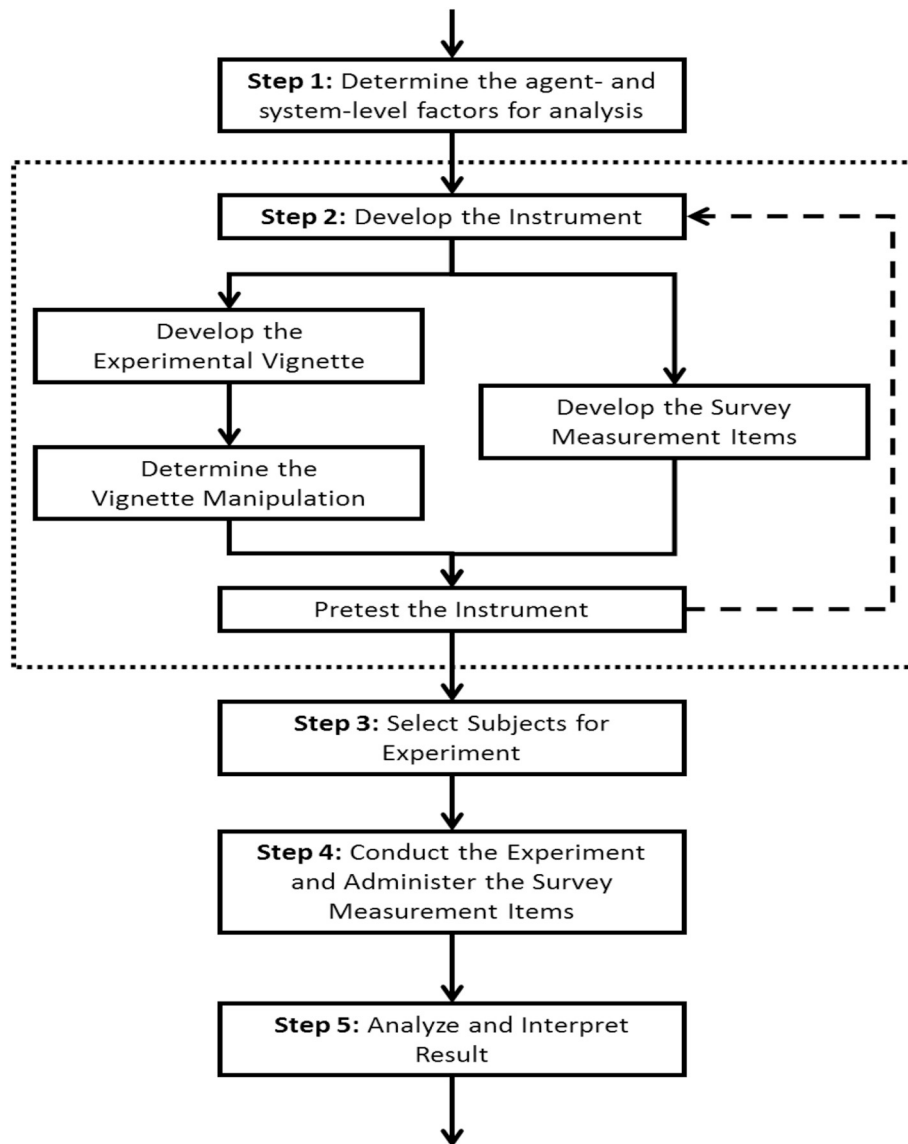 Step 1: Determine the agent- and
system-level factors for analysis
Step 2: Develop the Instrument
Develop the
Experimental Vignette
Develop the Survey
Measurement Items
Determine the
Vignette Manipulation
Pretest the Instrument
Step 3: Select Subjects for
Experiment
Step 4: Conduct the Experiment
and Administer the Survey
Measurement Items
Step 5: Analyze and Interpret
Result